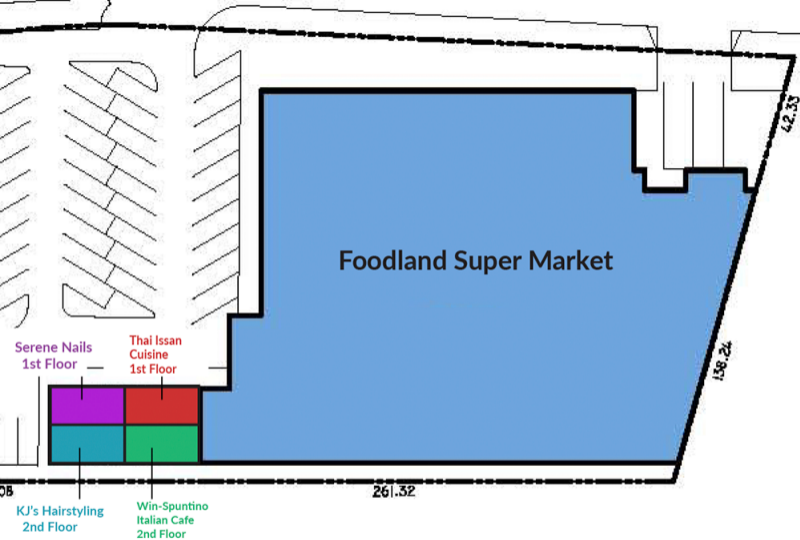 42.33
Foodland Super Market
Serene Nails
1st Floor
Thai Issan
Cuisine
1st Floor
138.24
KJ's Hairstyling
2nd Floor
Win-Spuntino
Italian Cafe
2nd Floor
261.32